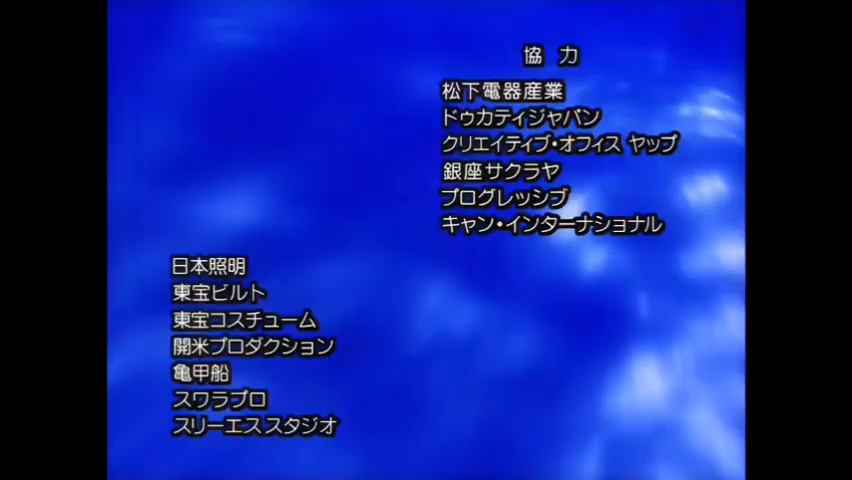 協力
松下電器産業
ドゥカティジャパン
クリエイティブ・オフィス ヤップ
銀座サクラヤ
プログレッシブ
キャン・インターナショナル
日本照明
東宝ビルト
東宝コスチューム
開米プロダクション
亀甲船
スワラプロ
スリーエススタジオ